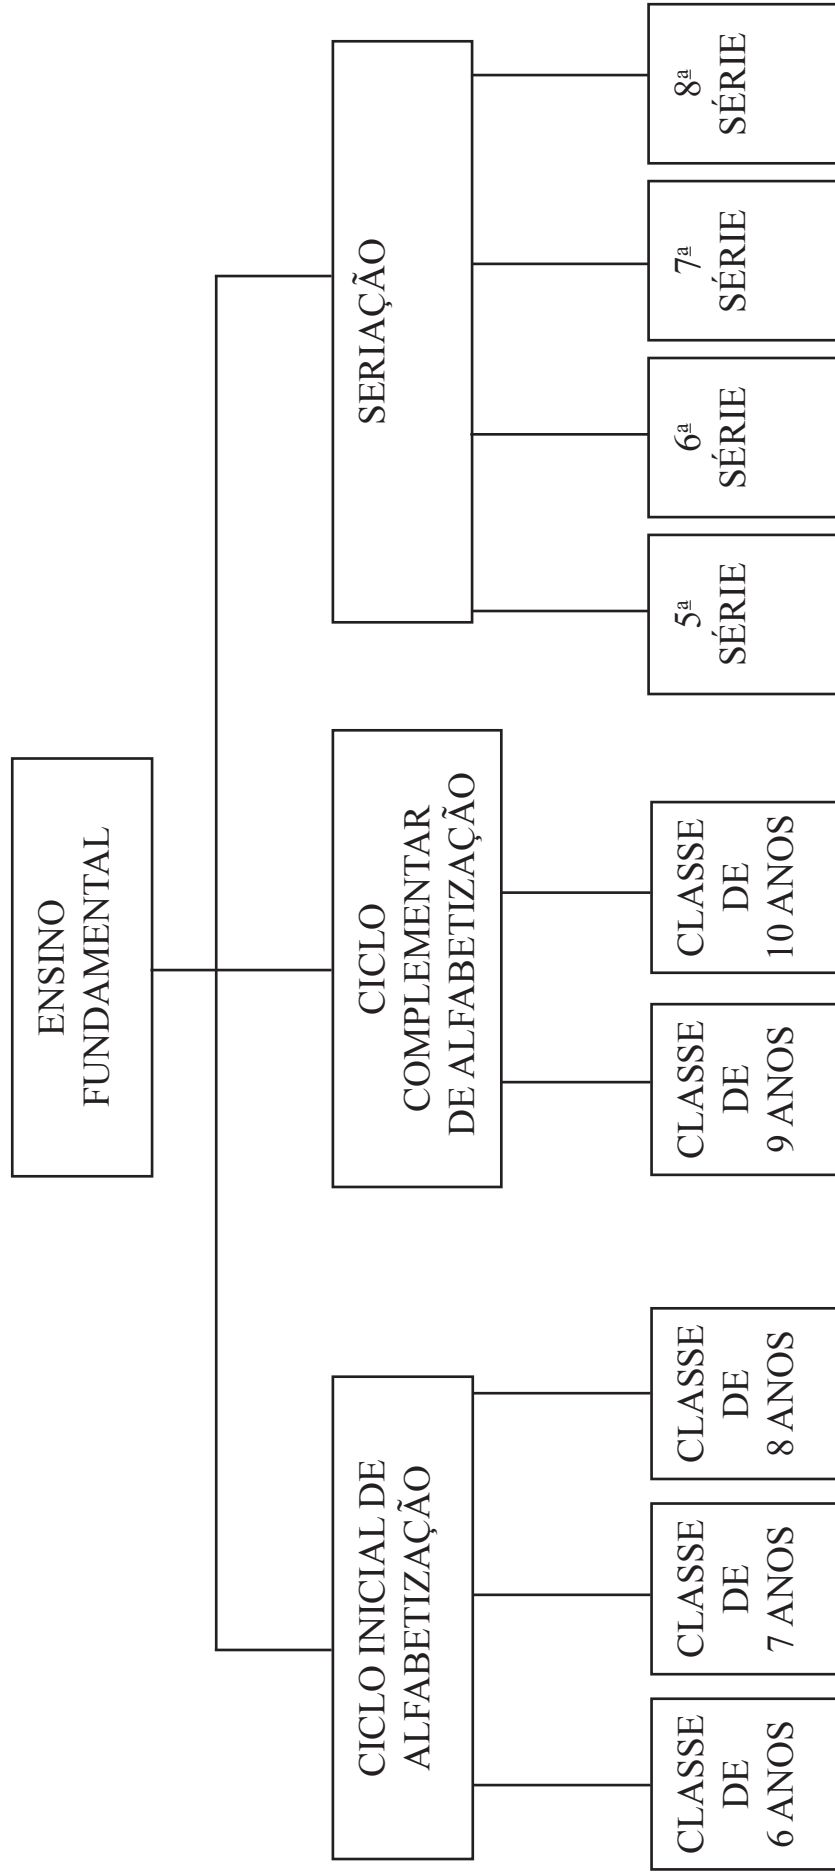 ENSINO
FUNDAMENTAL
CICLO INICIAL DE
ALFABETIZAÇÃO
CICLO
COMPLEMENTAR
DE ALFABETIZAÇÃO
SERIAÇÃO
CLASSE
DE
6 ANOS
CLASSE
DE
7 ANOS
CLASSE
DE
8 ANOS
CLASSE
DE
9 ANOS
CLASSE
DE
10 ANOS
5ª
SÉRIE
6ª
SÉRIE
7ª
SÉRIE
8ª
SÉRIE